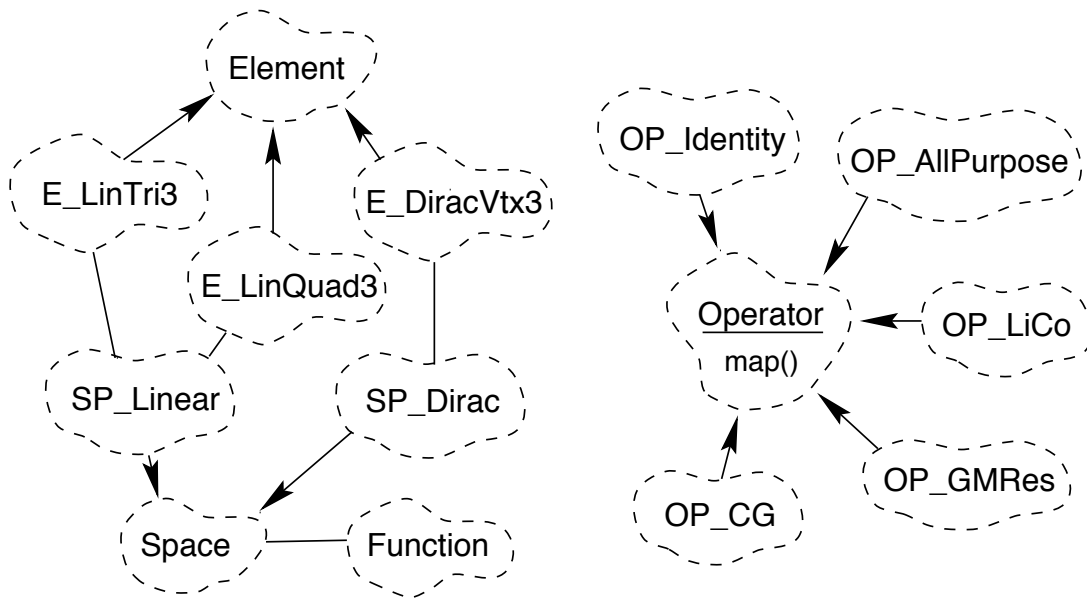 Element
E_LinTri3
E_DiracVtx3
E_LinQuad3
SP_Linear
SP_Dirac
Space
Function
OP_Identity
OP_AllPurpose
Operator
map()
OP_LiCo
OP_GMRes
OP_CG